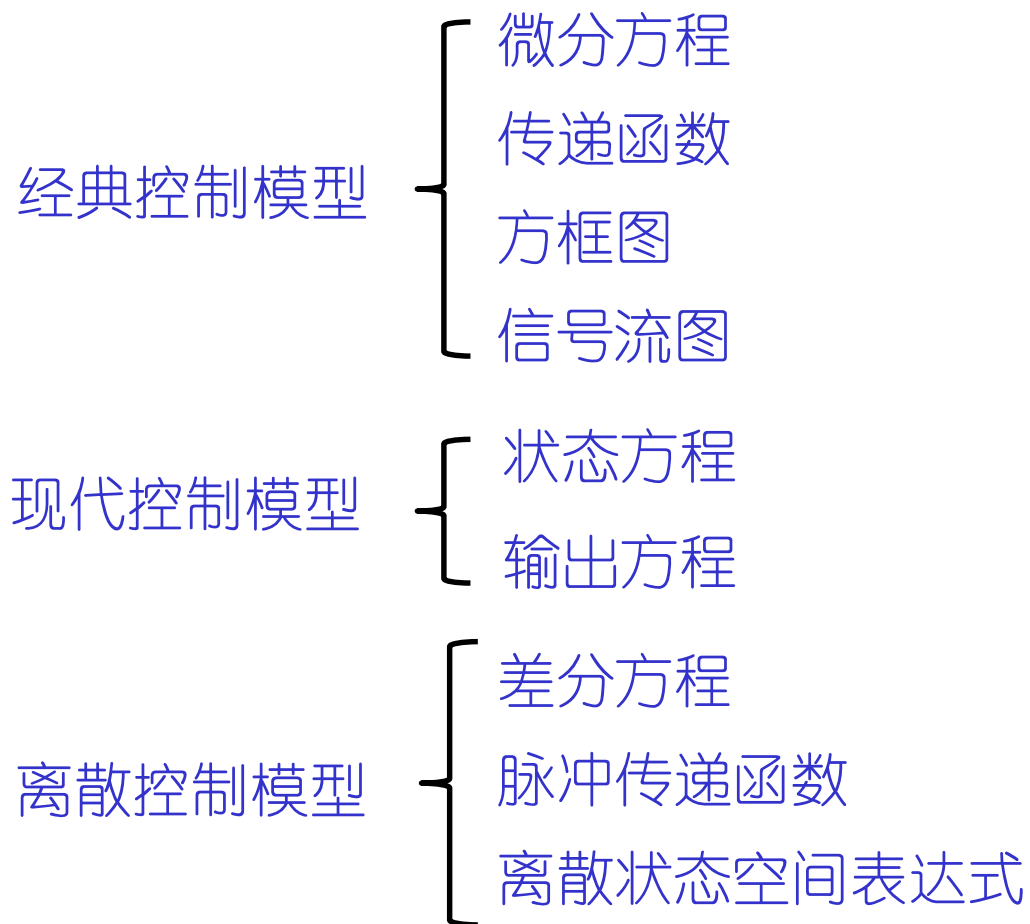 经典控制模型
微分方程
传递函数
方框图
信号流图
现代控制模型
状态方程
输出方程
离散控制模型
差分方程
脉冲传递函数
离散状态空间表达式